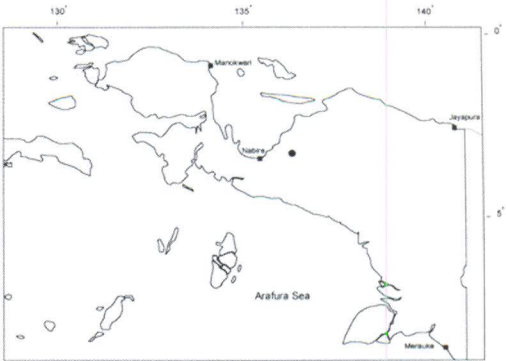 130°
135°
140°
0°
Manokwari
Jayapura
Nabire
5°
Arafura Sea
Merauke